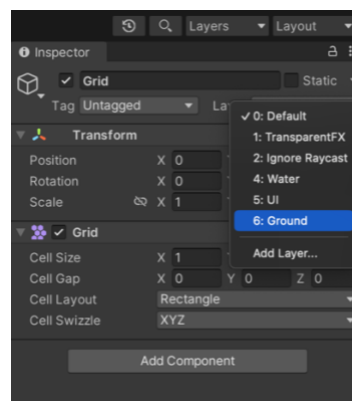 Layers Layout
Inspector
Grid Static
Tag Untagged
0: Default
1: TransparentFX
2: Ignore Raycast
4: Water
5: UI
6: Ground
Add Layer...
Transform
Position X 0
Rotation X 0
Scale X 1
Grid
Cell Size X 1
Cell Gap X 0 Y 0 Z 0
Cell Layout Rectangle
Cell Swizzle XYZ
Add Component